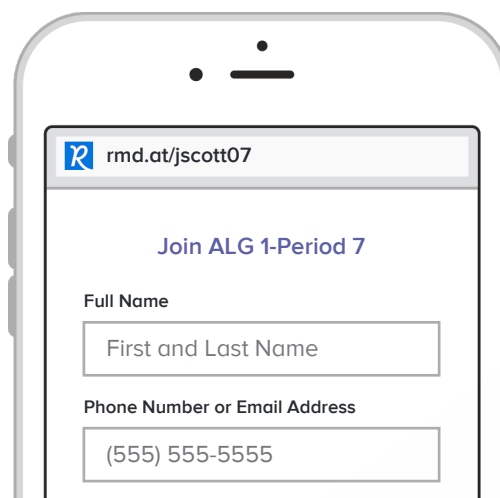 rmd.at/jscott07
Join ALG 1-Period 7
Full Name
First and Last Name
Phone Number or Email Address
(555) 555-5555